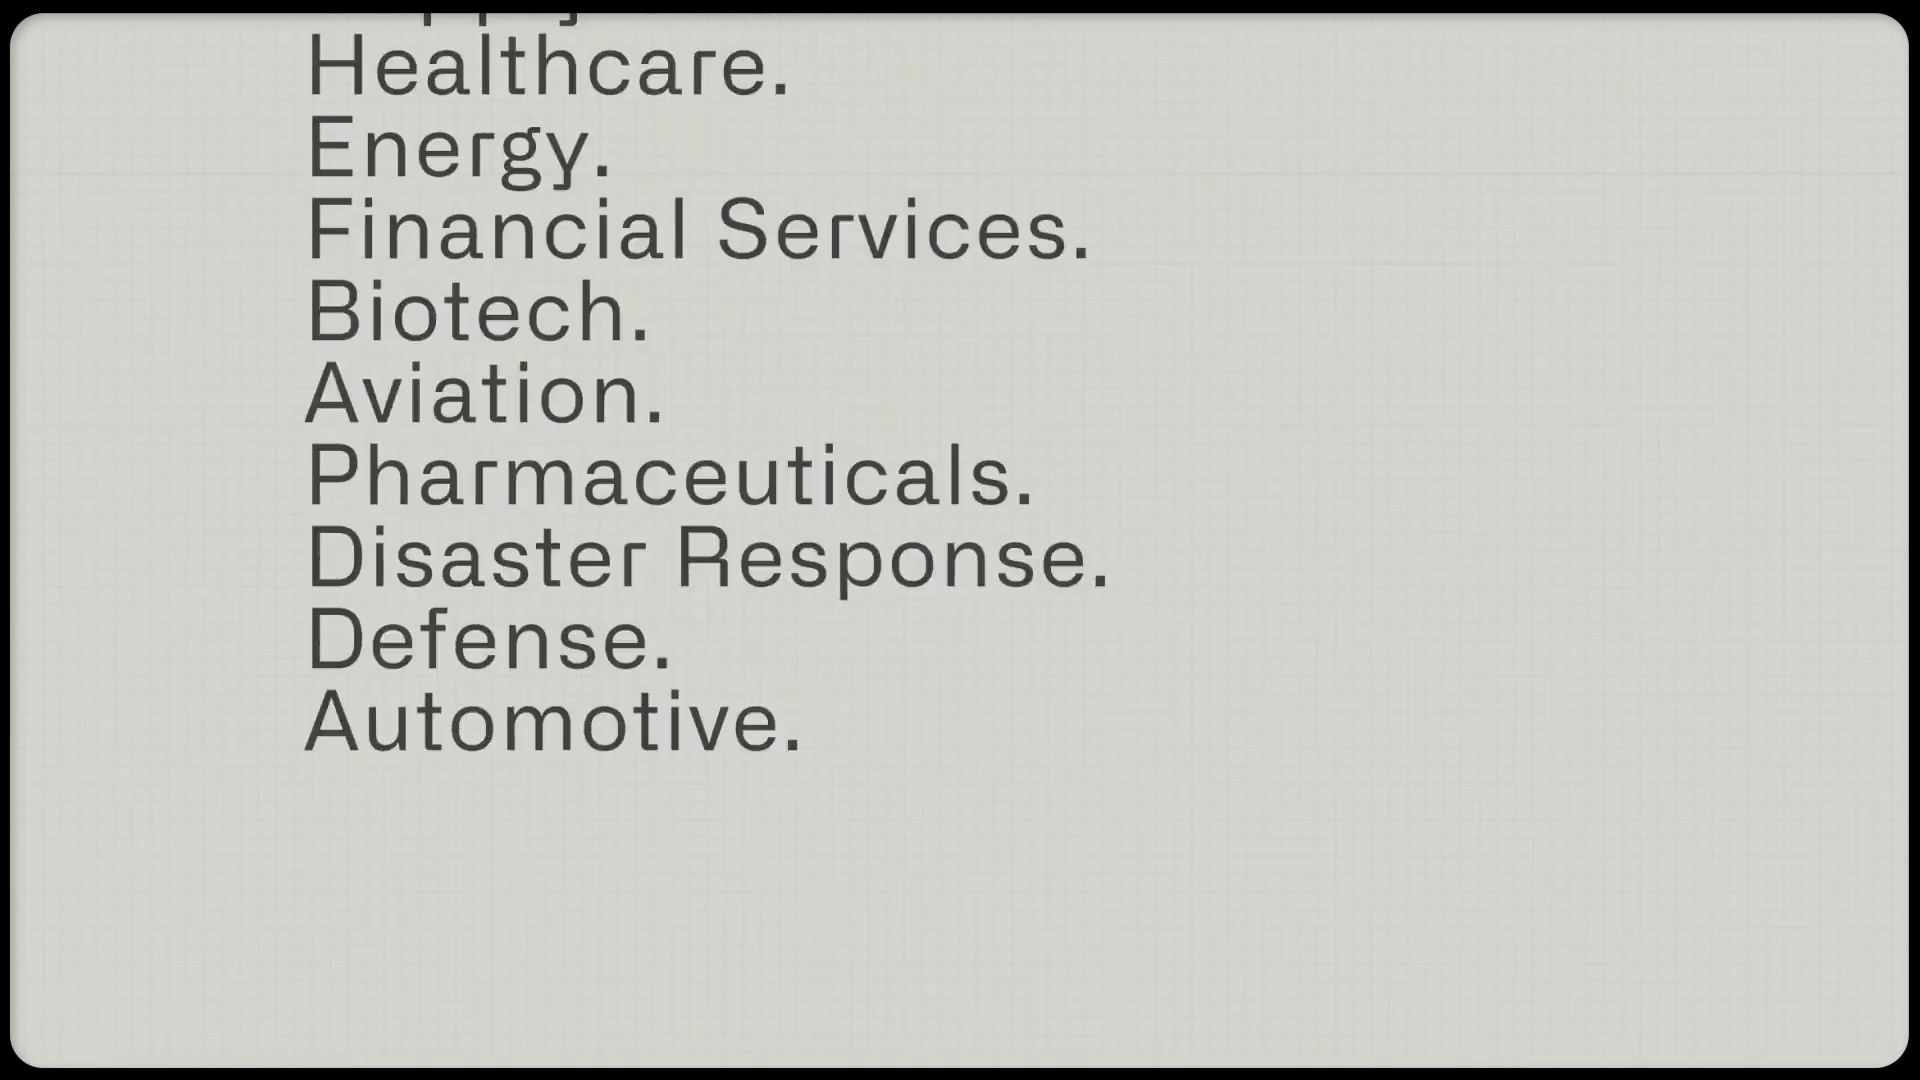 Healthcare.
Energy.
Financial Services.
Biotech.
Aviation.
Pharmaceuticals.
Disaster Response.
Defense.
Automotive.